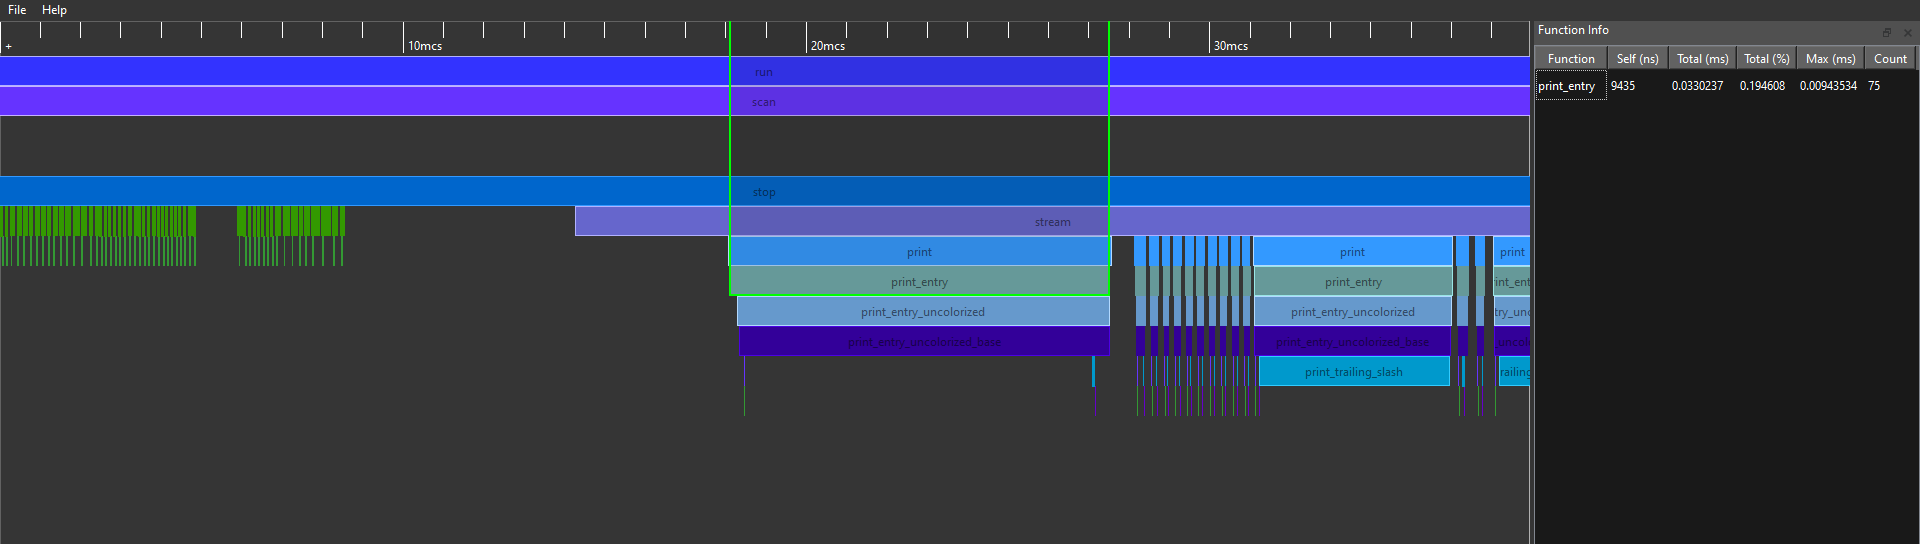 File Help
+ 10mcs 20mcs 30mcs
run
scan
stop
stream
print print print
print_entry print_entry rint_ent
print_entry_uncolorized print_entry_uncolorized try_unc
print_entry_uncolorized_base print_entry_uncolorized_base uncol
print_trailing_slash railing
Function Info
Function Self (ns) Total (ms) Total (%) Max (ms) Count
print_entry 9435 0.0330237 0.194608 0.00943534 75